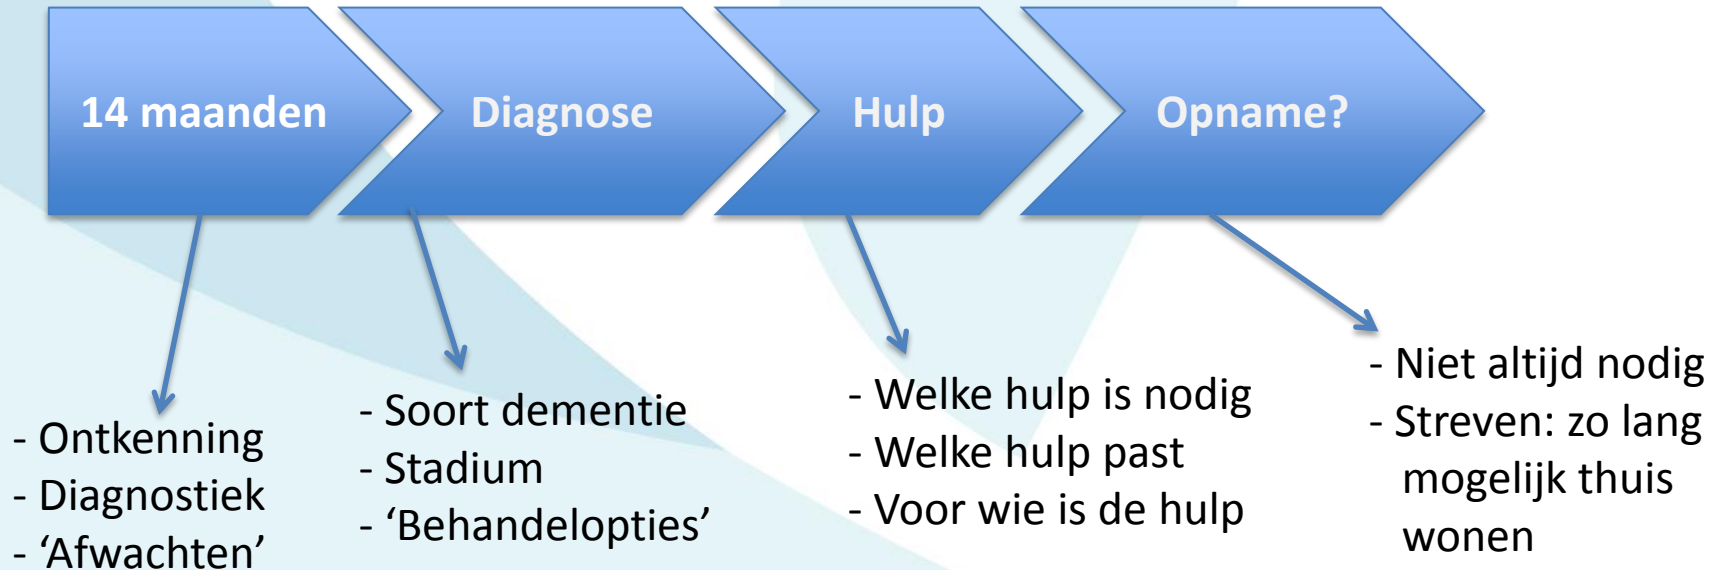 14 maanden
Diagnose
Hulp
Opname?
- Ontkenning
- Diagnostiek
- ‘Afwachten’
- Soort dementie
- Stadium
- ‘Behandelopties’
- Welke hulp is nodig
- Welke hulp past
- Voor wie is de hulp
- Niet altijd nodig
- Streven: zo lang
mogelijk thuis
wonen